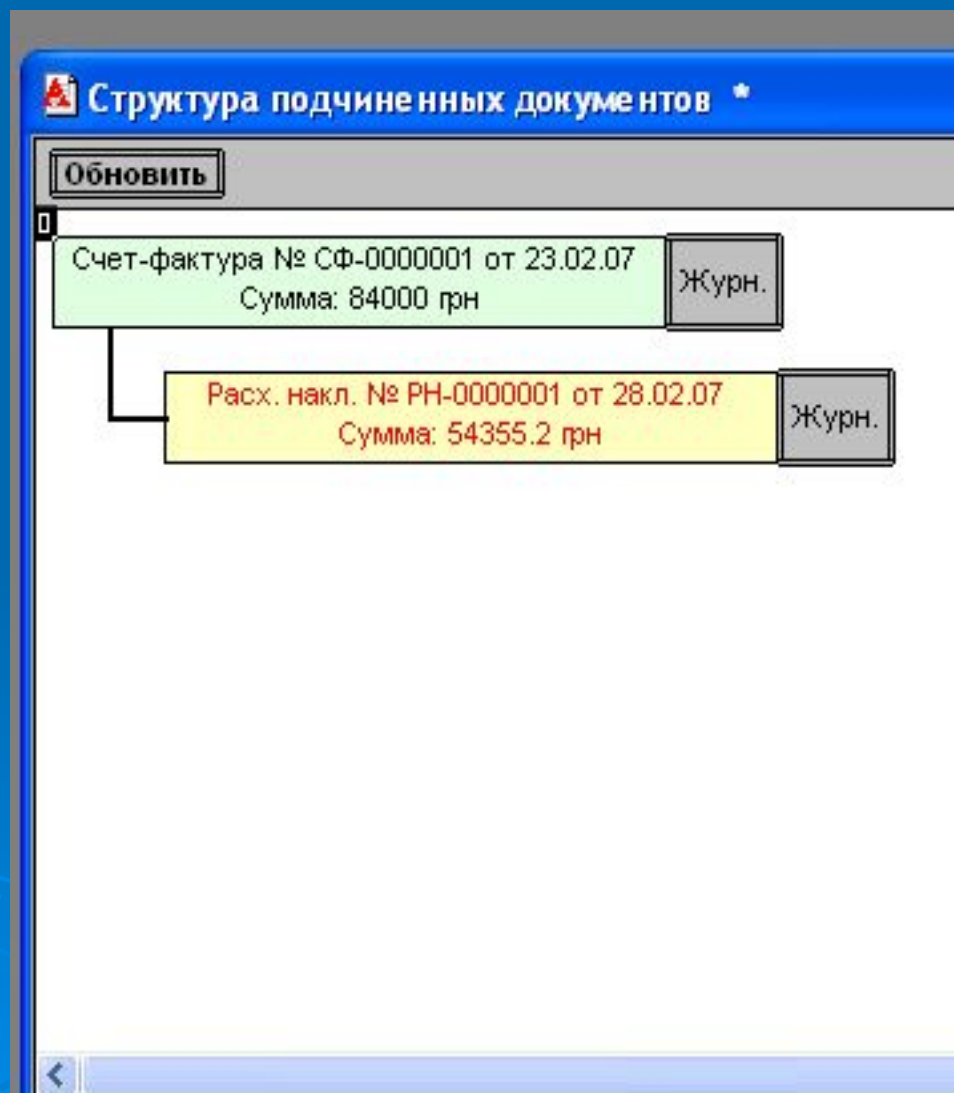 Структура подчиненных документов *
Обновить
Счет-фактура № СФ-0000001 от 23.02.07
Сумма: 84000 грн
Журн.
Расх. накл. № РН-0000001 от 28.02.07
Сумма: 54355.2 грн
Журн.